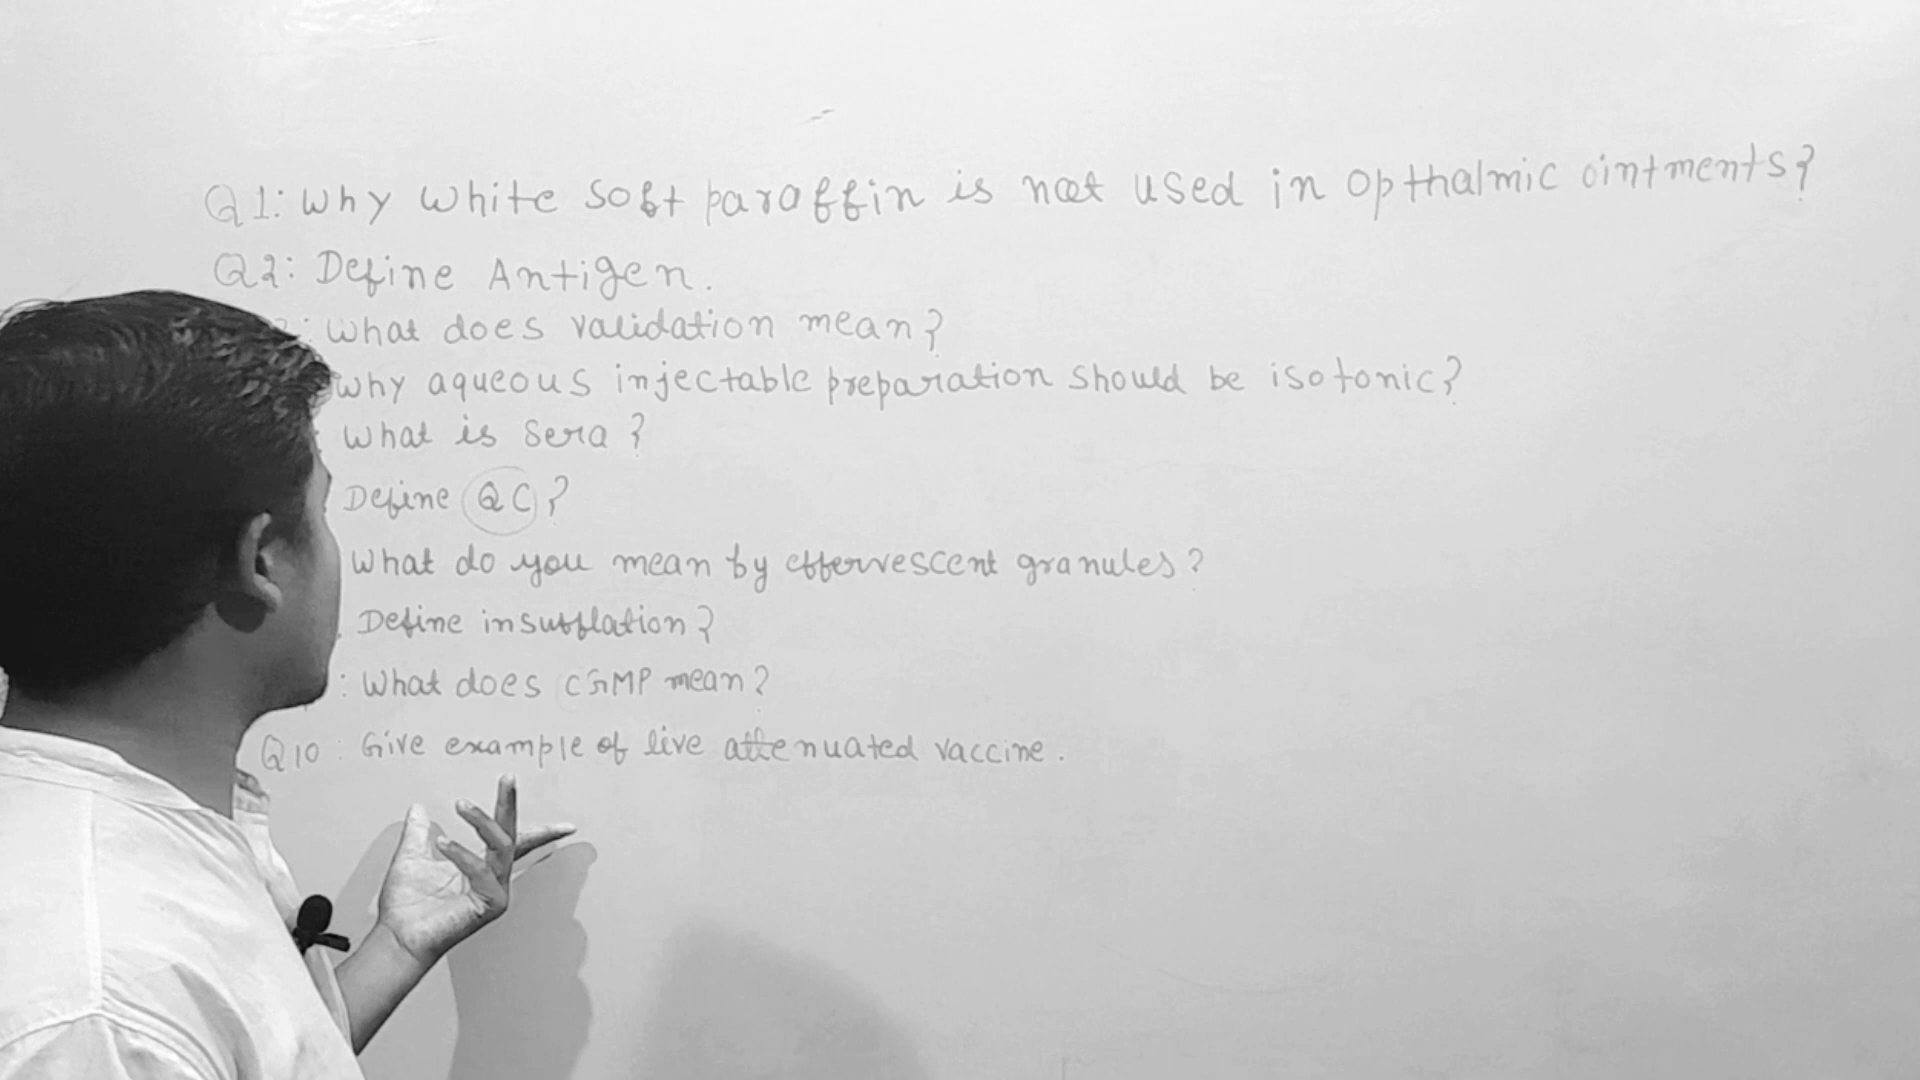 Q1: Why white soft paraffin is not used in opthalmic ointments?
Q2: Define Antigen.
What does validation mean?
why aqueous injectable preparation should be isotonic?
What is Sera?
Define QC?
What do you mean by effervescent granules?
Define insufflation?
: What does CGMP mean?
Q10: Give example of live attenuated vaccine.